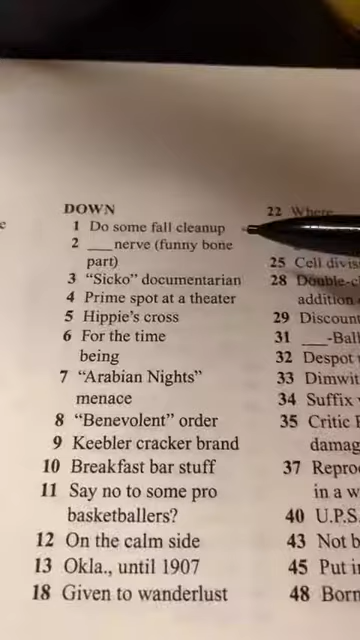 DOWN
1 Do some fall cleanup
2 ___ nerve (funny bone
part)
3 "Sicko" documentarian
4 Prime spot at a theater
5 Hippie's cross
6 For the time
being
7 "Arabian Nights"
menace
8 "Benevolent" order
9 Keebler cracker brand
10 Breakfast bar stuff
11 Say no to some pro
basketballers?
12 On the calm side
13 Okla., until 1907
18 Given to wanderlust
22 Where
25 Cell
28
addition
29 Discount
31 ___-Ball
32 Despot
33 Dimwit
34 Suffix
35 Critic
damag
37 Repro
in a w
40 U.P.S.
43 Not b
45 Put i
48 Born